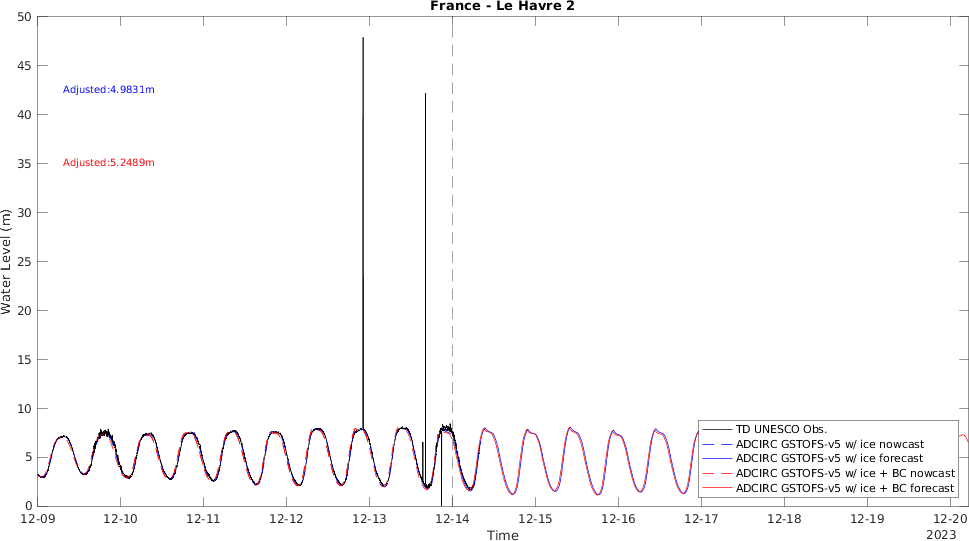 France - Le Havre 2
50
45
40
35
30
25
20
15
10
5
0
Water Level (m)
Adjusted:4.9831m
Adjusted:5.2489m
TD UNESCO Obs.
ADCIRC GSTOFS-v5 w/ ice nowcast
ADCIRC GSTOFS-v5 w/ ice forecast
ADCIRC GSTOFS-v5 w/ ice + BC nowcast
ADCIRC GSTOFS-v5 w/ ice + BC forecast
12-09 12-10 12-11 12-12 12-13 12-14 12-15 12-16 12-17 12-18 12-19 12-20
Time
2023